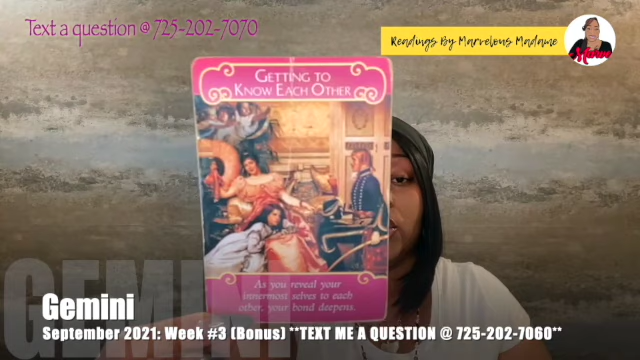 Text a question @ 725-202-7070
Readings By Marvelous Madame
Marve
GETTING TO
KNOW EACH OTHER
As you reveal your
innermost selves to each
other, your bond deepens.
GEMINI
Gemini
September 2021: Week #3 (Bonus) **TEXT ME A QUESTION @ 725-202-7060**